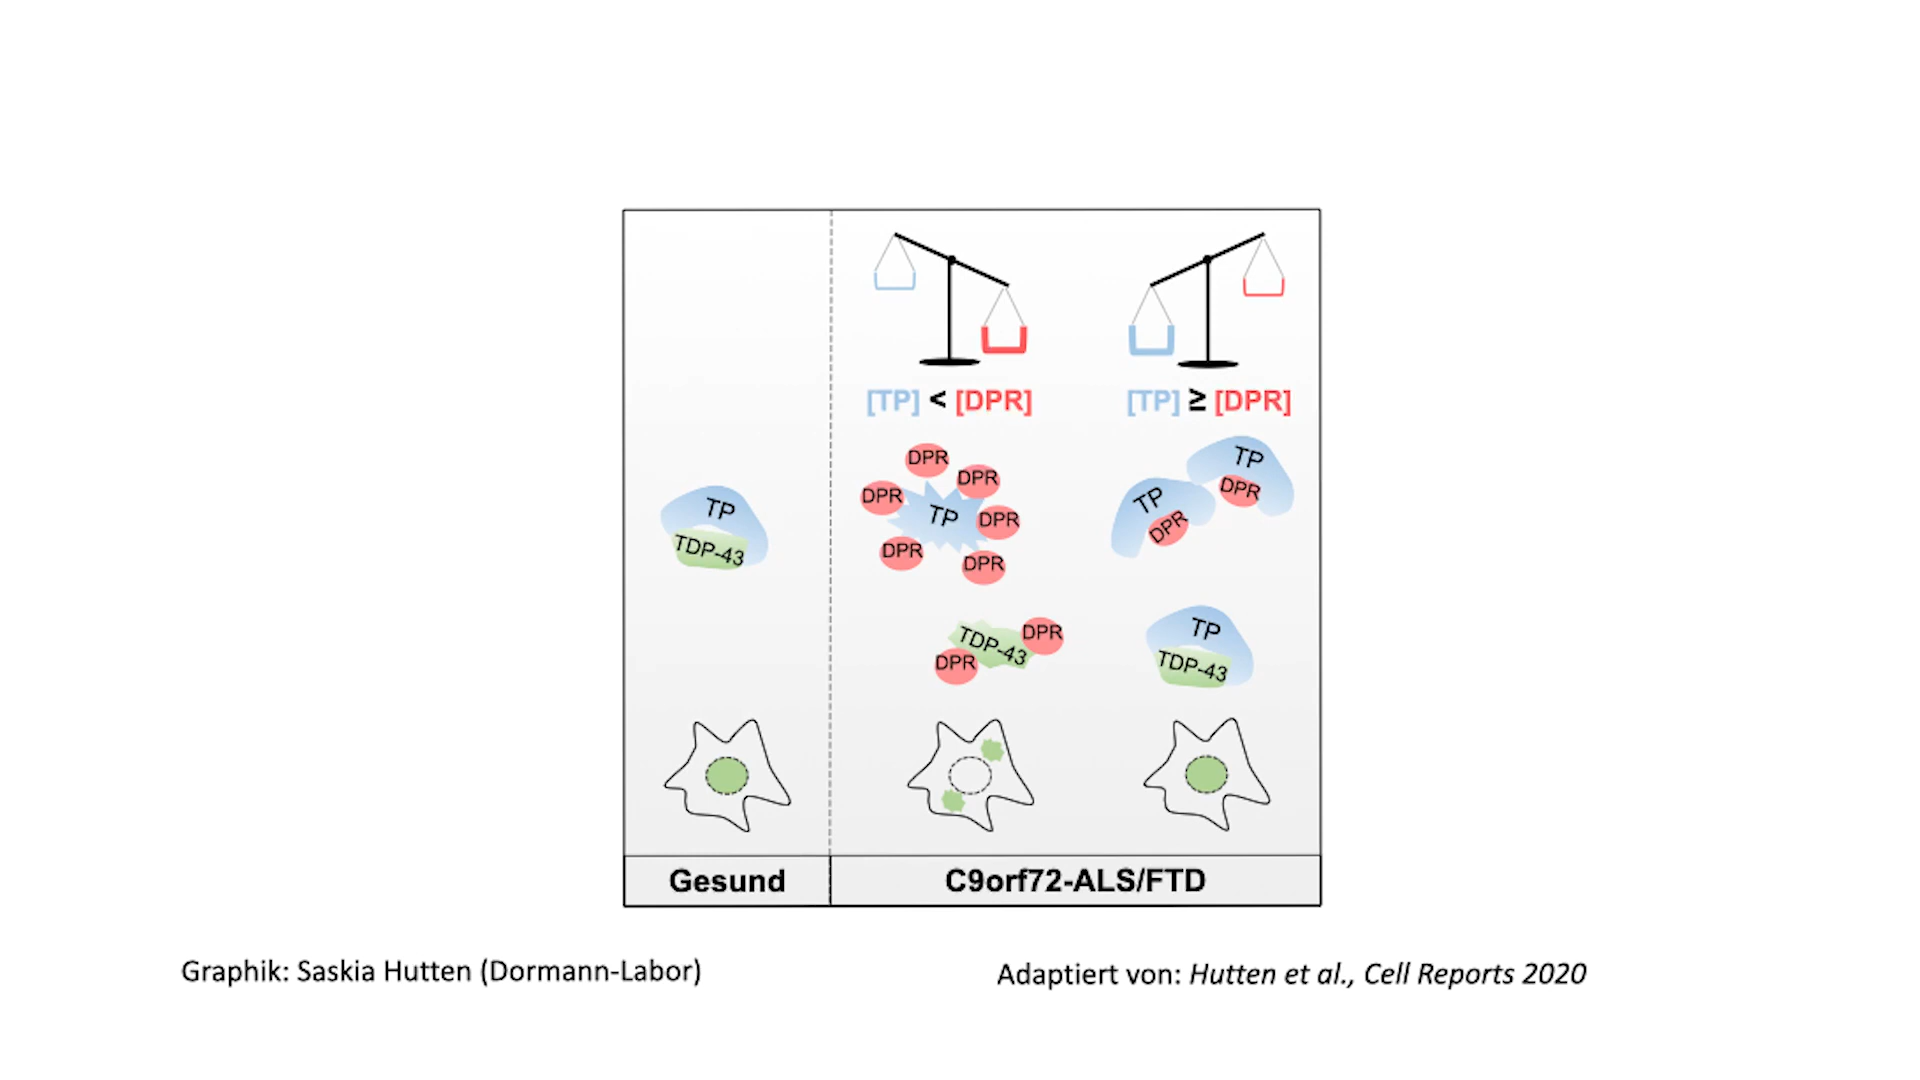 [TP] < [DPR]
[TP] ≥ [DPR]
TP
TDP-43
DPR
DPR
DPR
TP
DPR
DPR
DPR
TDP-43
DPR
DPR
TP
DPR
TP
DPR
TP
TDP-43
Gesund
C9orf72-ALS/FTD
Graphik: Saskia Hutten (Dormann-Labor)
Adaptiert von: Hutten et al., Cell Reports 2020